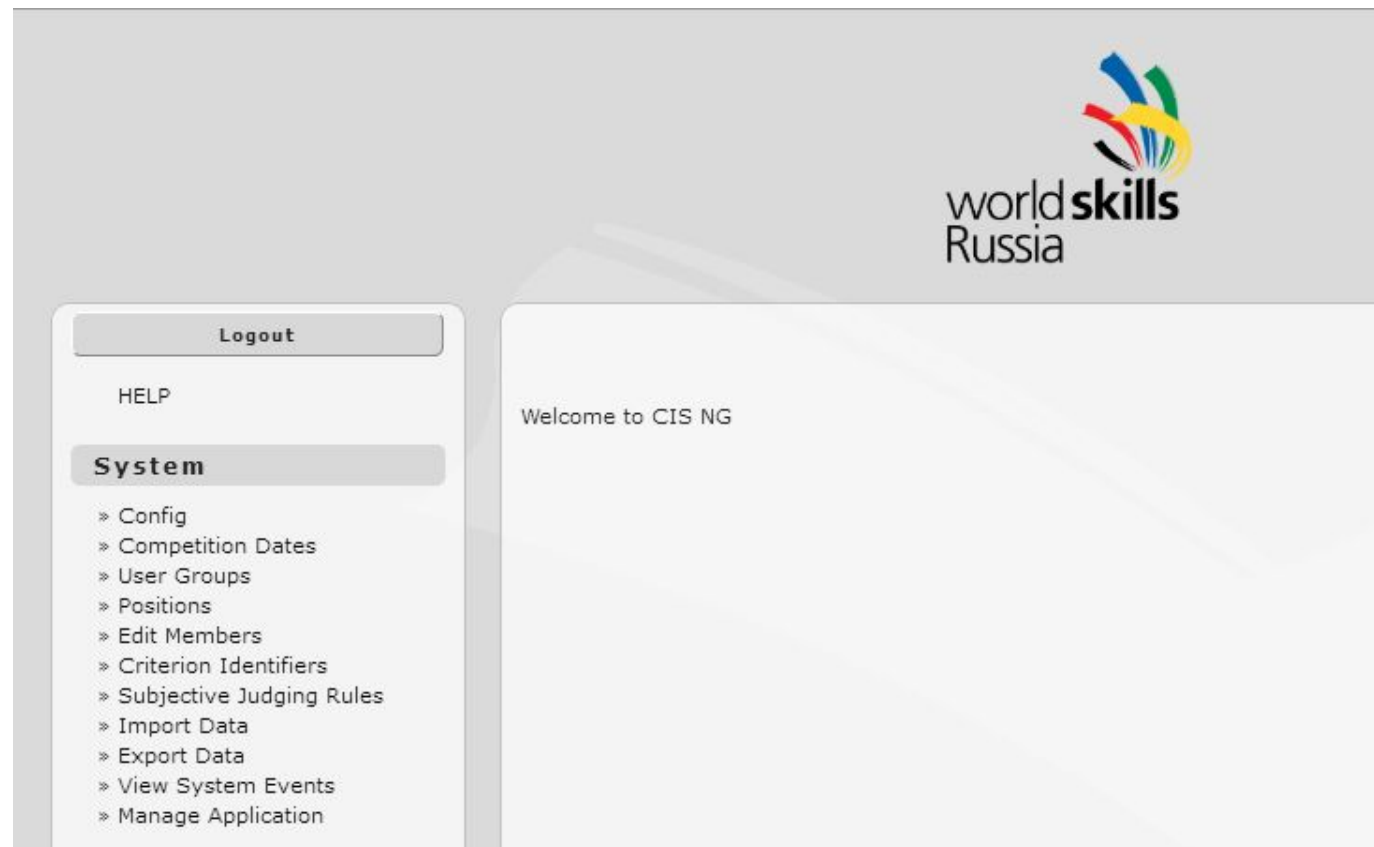 world skills
Russia
Logout
HELP
Welcome to CIS NG
System
» Config
» Competition Dates
» User Groups
» Positions
» Edit Members
» Criterion Identifiers
» Subjective Judging Rules
» Import Data
» Export Data
» View System Events
» Manage Application